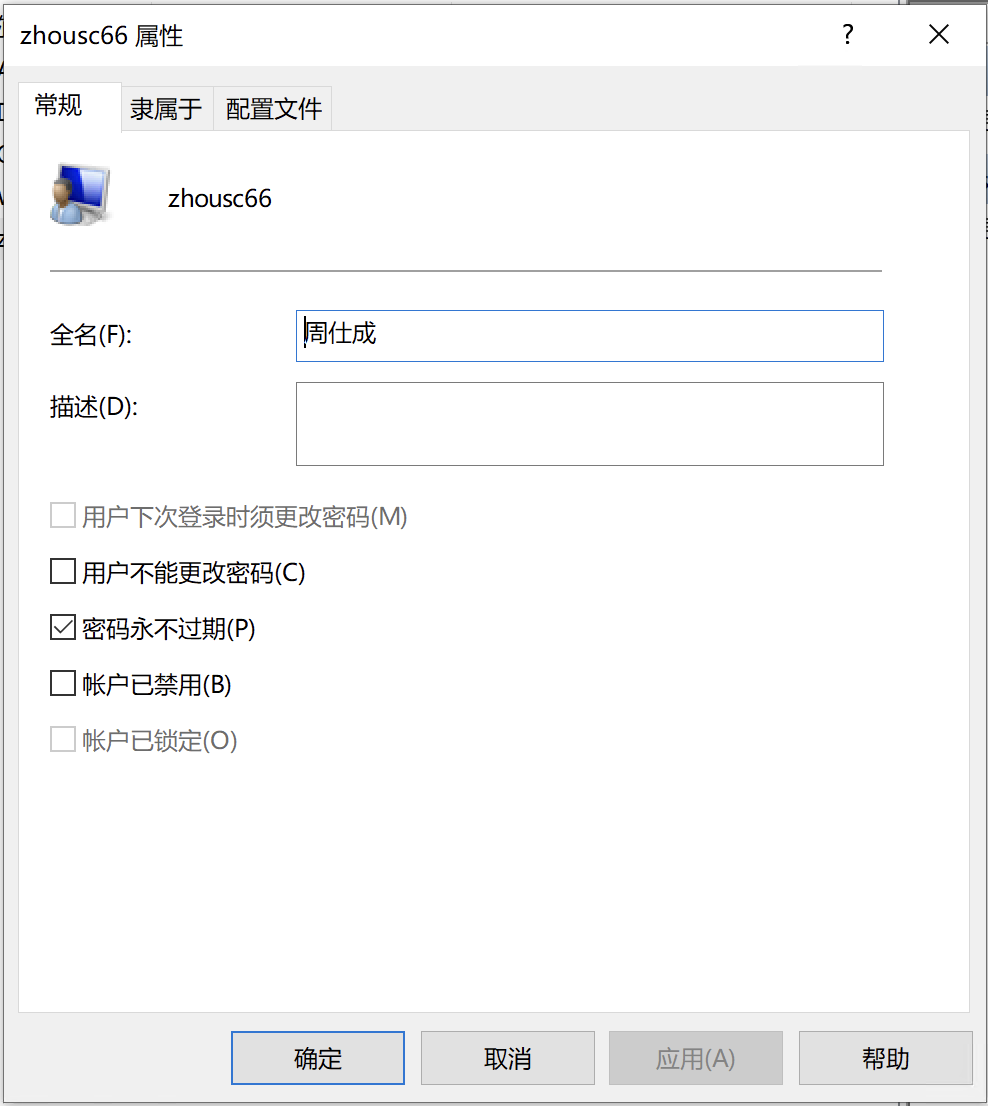 zhousc66 属性
常规 隶属于 配置文件
zhousc66
全名(F): 周仕成
描述(D):
用户下次登录时须更改密码(M)
用户不能更改密码(C)
密码永不过期(P)
帐户已禁用(B)
帐户已锁定(O)
确定 取消 应用(A) 帮助